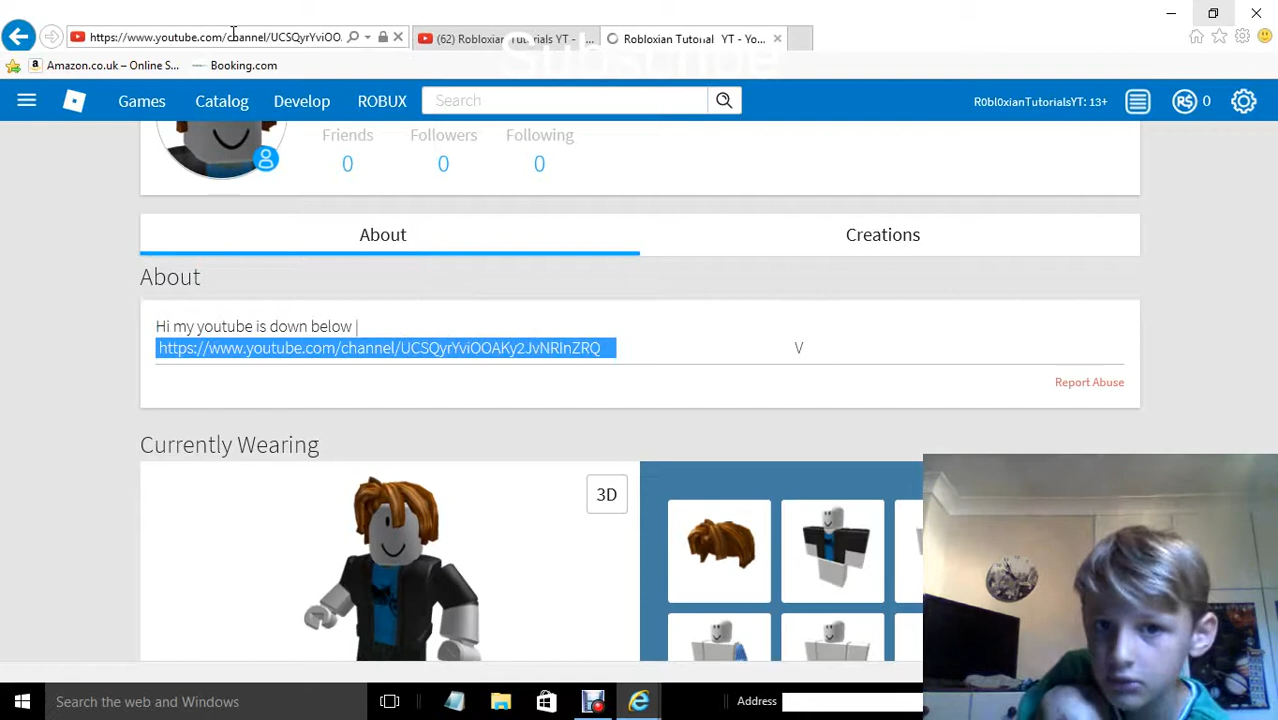 https://www.youtube.com/channel/UCSQyrYviOO.
(62) Robloxian Tutorials YT - ...
Robloxian Tutorial YT - Yo...
Subscribe
Amazon.co.uk – Online S...
Booking.com
Games
Catalog
Develop
ROBUX
Search
R0bl0xianTutorialsYT: 13+
R$
0
Friends
Followers
Following
0
0
0
About
Creations
About
Hi my youtube is down below |
https://www.youtube.com/channel/UCSQyrYviOOAKy2JvNRlnZRQ V
Report Abuse
Currently Wearing
3D
Search the web and Windows
Address